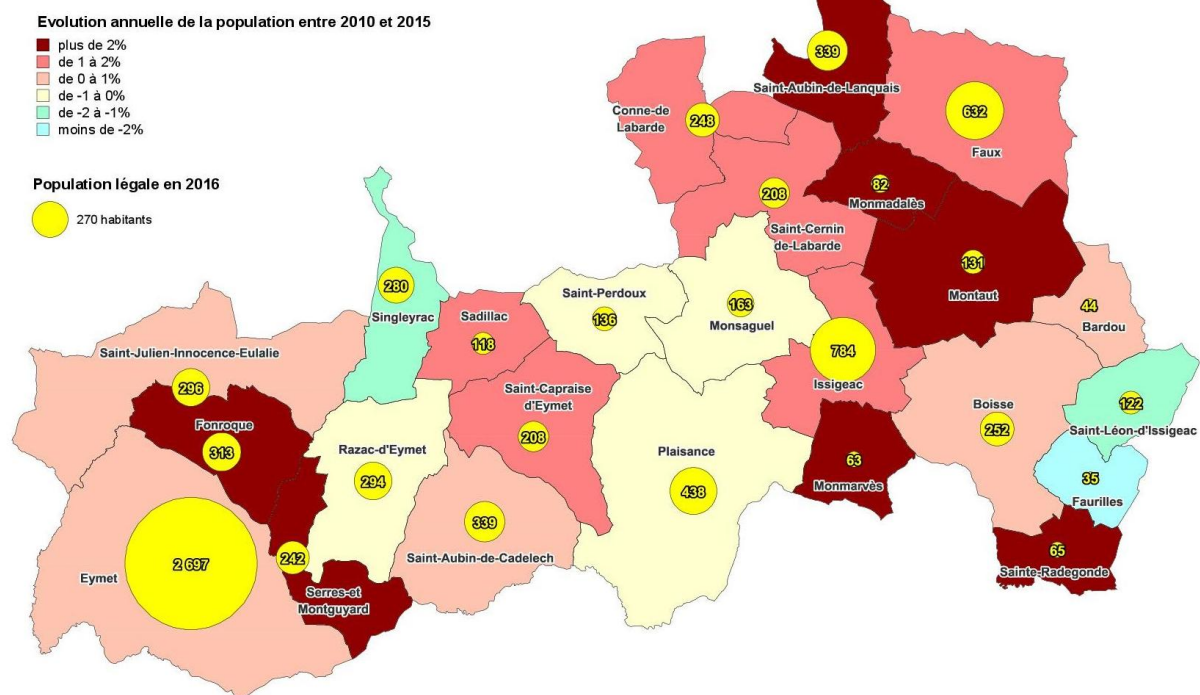 Evolution annuelle de la population entre 2010 et 2015
plus de 2%
de 1 à 2%
de 0 à 1%
de -1 à 0%
de -2 à -1%
moins de -2%
Population légale en 2016
270 habitants
339
Saint-Aubin-de-Lanquais
632
Faux
Conne-de
Labarde
248
82
Monmadalès
208
Saint-Cernin
de-Labarde
131
Montaut
280
Singleyrac
Saint-Perdoux
136
163
Monsaguel
44
Bardou
Sadillac
118
784
Issigeac
Saint-Julien-Innocence-Eulalie
296
Saint-Capraise
d'Eymet
208
Boisse
252
122
Saint-Léon-d'Issigeac
Fonroque
313
Razac-d'Eymet
294
Plaisance
438
63
Monmarvès
35
Faurilles
339
Saint-Aubin-de-Cadelech
65
Sainte-Radegonde
2 697
Eymet
242
Serres-et
Montguyard